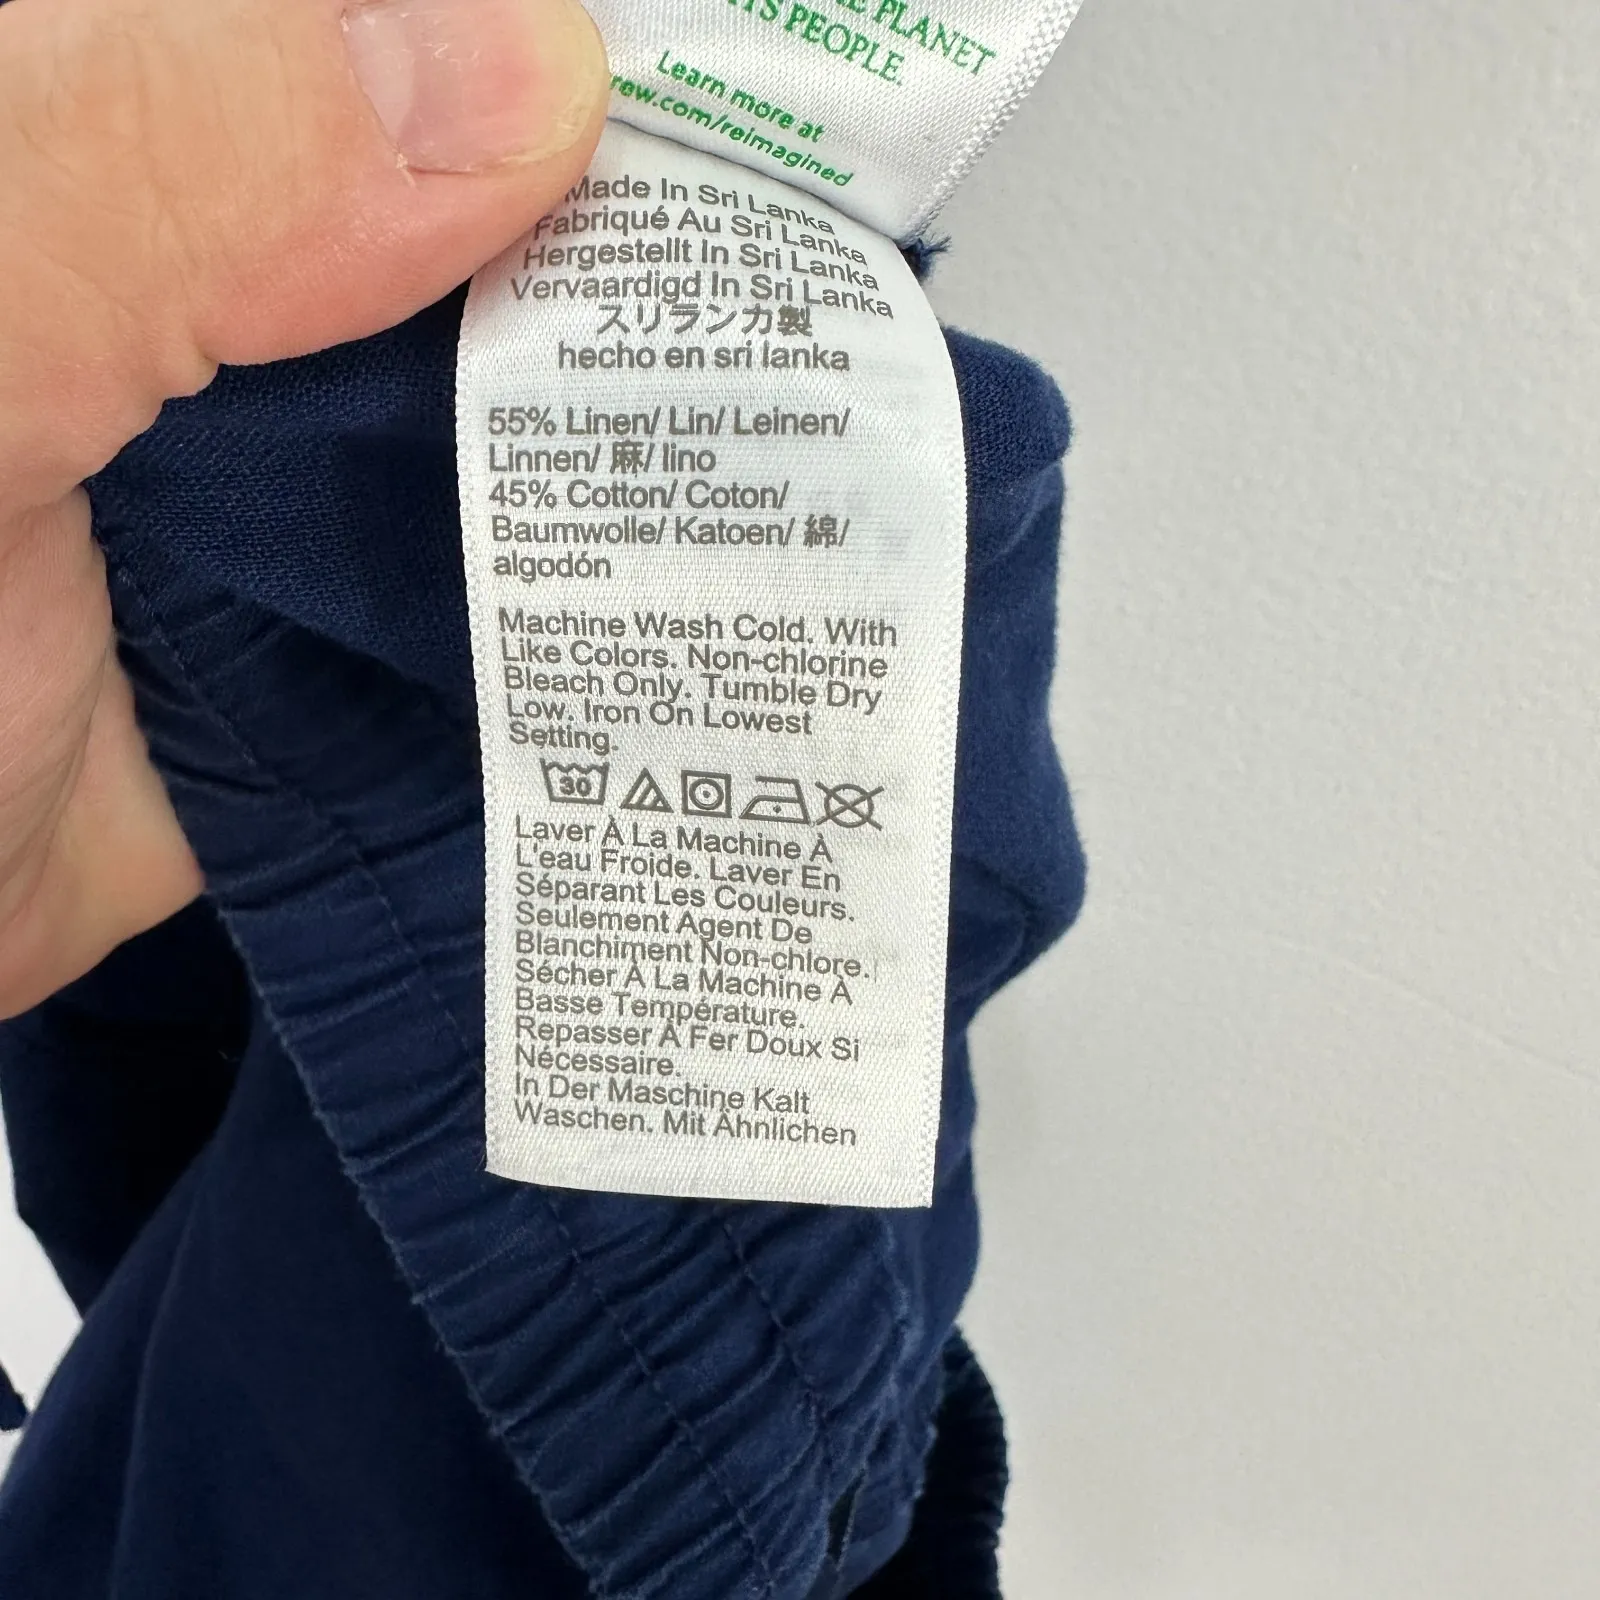 PLANET
ITS PEOPLE.
Learn more at
rew.com/reimagined
Made In Sri Lanka
Fabriqué Au Sri Lanka
Hergestellt In Sri Lanka
Vervaardigd In Sri Lanka
スリランカ製
hecho en sri lanka
55% Linen/ Lin/ Leinen/
Linnen/ 麻/ lino
45% Cotton/ Coton/
Baumwolle/ Katoen/ 綿/
algodón
Machine Wash Cold. With
Like Colors. Non-chlorine
Bleach Only. Tumble Dry
Low. Iron On Lowest
Setting.
30
Laver À La Machine À
L'eau Froide. Laver En
Séparant Les Couleurs.
Seulement Agent De
Blanchiment Non-chlore.
Sécher À La Machine À
Basse Température.
Repasser À Fer Doux Si
Nécessaire.
In Der Maschine Kalt
Waschen. Mit Ähnlichen